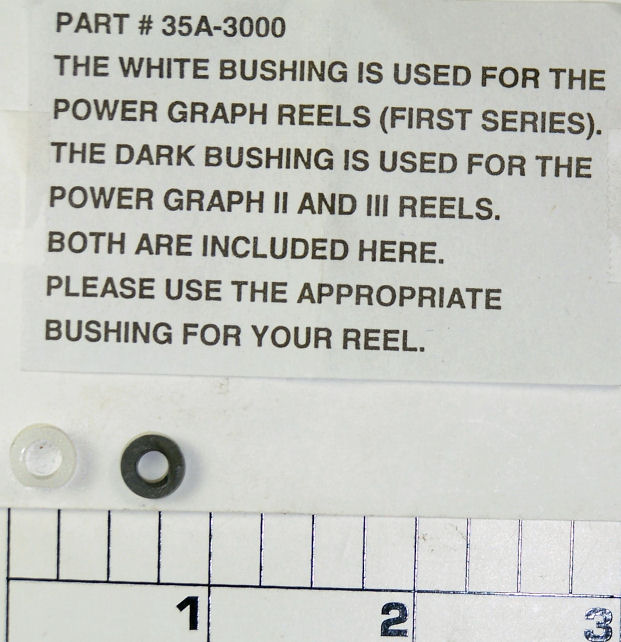 PART # 35A-3000
THE WHITE BUSHING IS USED FOR THE
POWER GRAPH REELS (FIRST SERIES).
THE DARK BUSHING IS USED FOR THE
POWER GRAPH II AND III REELS.
BOTH ARE INCLUDED HERE.
PLEASE USE THE APPROPRIATE
BUSHING FOR YOUR REEL.
1 2 3